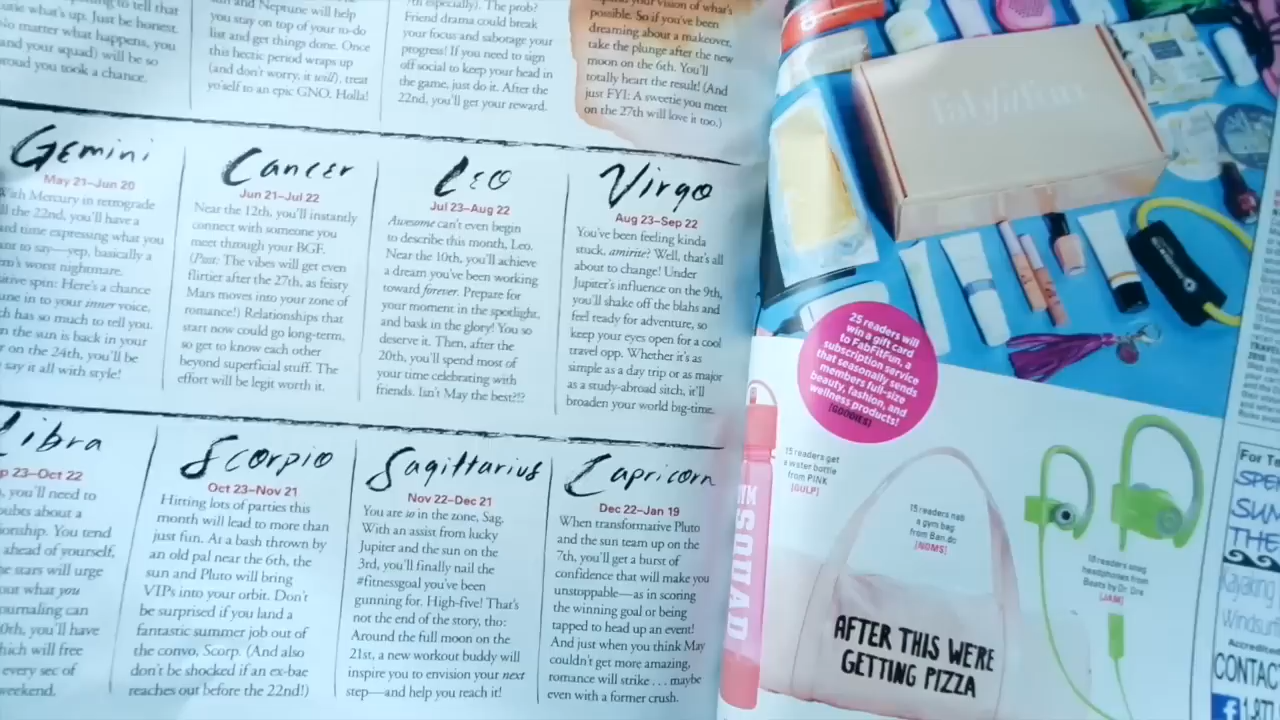 ning to tell that
what's up. Just be honest.
No matter what happens, you
(and your squad) will be so
proud you took a chance.
sun and Neptune will help
you stay on top of your to-do
list and get things done. Once
this hectic period wraps up
(and don't worry, it will), treat
yo'self to an epic GNO. Holla!
7th especially). The prob?
Friend drama could break
your focus and sabotage your
progress! If you need to sign
off social to keep your head in
the game, just do it. After the
22nd, you'll get your reward.
your vision of what's
possible. So if you've been
dreaming about a makeover,
take the plunge after the new
moon on the 6th. You'll
totally heart the result! (And
just FYI: A sweetie you meet
on the 27th will love it too.)
Gemini
May 21–Jun 20
With Mercury in retrograde
the 22nd, you'll have a
time expressing what you
want to say—yep, basically a
worst nightmare.
spin: Here's a chance
tune in to your inner voice,
has so much to tell you.
the sun is back in your
on the 24th, you'll be
say it all with style!
Cancer
Jun 21–Jul 22
Near the 12th, you'll instantly
connect with someone you
meet through your BGF.
(Psst: The vibes will get even
flirtier after the 27th, as feisty
Mars moves into your zone of
romance!) Relationships that
start now could go long-term,
so get to know each other
beyond superficial stuff. The
effort will be legit worth it.
Leo
Jul 23–Aug 22
Awesome can't even begin
to describe this month, Leo.
Near the 10th, you'll achieve
a dream you've been working
toward forever. Prepare for
your moment in the spotlight,
and bask in the glory! You so
deserve it. Then, after the
20th, you'll spend most of
your time celebrating with
friends. Isn't May the best?!?
Virgo
Aug 23–Sep 22
You've been feeling kinda
stuck, amirite? Well, that's all
about to change! Under
Jupiter's influence on the 9th,
you'll shake off the blahs and
feel ready for adventure, so
keep your eyes open for a cool
travel opp. Whether it's as
simple as a day trip or as major
as a study-abroad sitch, it'll
broaden your world big-time.
Libra
23–Oct 22
you'll need to
about a
You tend
ahead of yourself,
stars will urge
out what you
Journaling can
you'll have
which will free
every sec of
weekend.
Scorpio
Oct 23–Nov 21
Hitting lots of parties this
month will lead to more than
just fun. At a bash thrown by
an old pal near the 6th, the
sun and Pluto will bring
VIPs into your orbit. Don't
be surprised if you land a
fantastic summer job out of
the convo, Scorp. (And also
don't be shocked if an ex-bae
reaches out before the 22nd!)
Sagittarius
Nov 22–Dec 21
You are so in the zone, Sag.
With an assist from lucky
Jupiter and the sun on the
3rd, you'll finally nail the
#fitnessgoal you've been
gunning for. High-five! That's
not the end of the story, tho:
Around the full moon on the
21st, a new workout buddy will
inspire you to envision your next
step—and help you reach it!
Capricorn
Dec 22–Jan 19
When transformative Pluto
and the sun team up on the
7th, you'll get a burst of
confidence that will make you
unstoppable—as in scoring
the winning goal or being
tapped to head up an event!
And just when you think May
couldn't get more amazing,
romance will strike . . . maybe
even with a former crush.
FabFitFun
25 readers will
win a gift card
to FabFitFun, a
subscription service
that seasonally sends
members full-size
beauty, fashion, and
wellness products!
[GOODIES]
15 readers get
a water bottle
from PINK
[GULP]
SQUAD
15 readers nab
a gym bag
from Ban.do
[NOMS]
AFTER THIS WE'RE
GETTING PIZZA
10 readers snag
headphones from
Beats by Dr. Dre
[JAM]
For Te
SPE
SUN
THE
Kayaking
Windsurf
Accredited
CONTAC
1-877